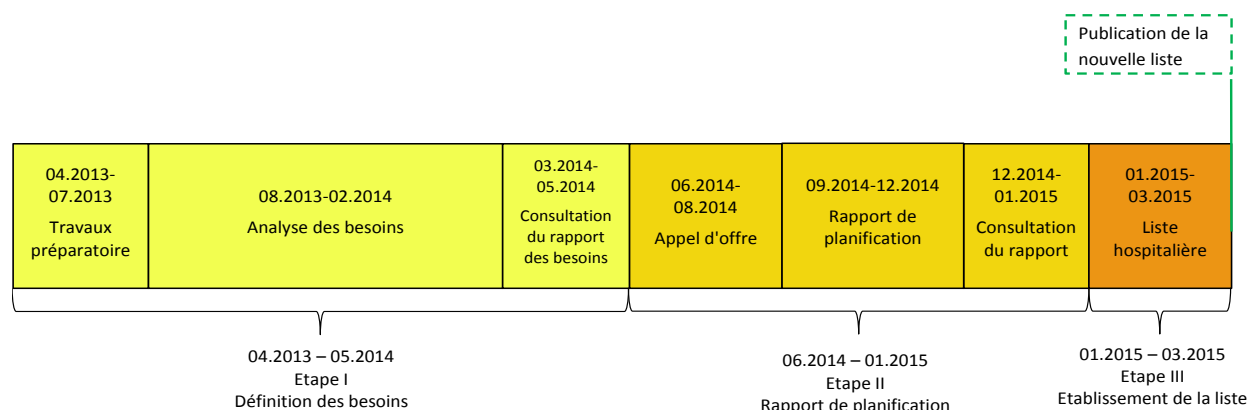 Publication de la
nouvelle liste
04.2013-
07.2013
Travaux
préparatoire
08.2013-02.2014
Analyse des besoins
03.2014-
05.2014
Consultation
du rapport
des besoins
06.2014-
08.2014
Appel d'offre
09.2014-12.2014
Rapport de
planification
12.2014-
01.2015
Consultation
du rapport
01.2015-
03.2015
Liste
hospitalière
04.2013 – 05.2014
Etape I
Définition des besoins
06.2014 – 01.2015
Etape II
Rapport de planification
01.2015 – 03.2015
Etape III
Etablissement de la liste